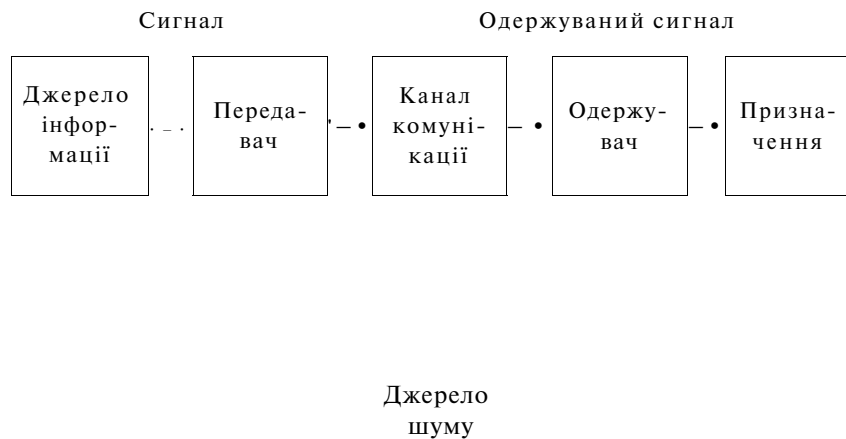 Сигнал
Одержуваний сигнал
Джерело
інфор-
мації
Переда-
вач
Канал
комуні-
кації
Одержу-
вач
Призна-
чення
Джерело
шуму